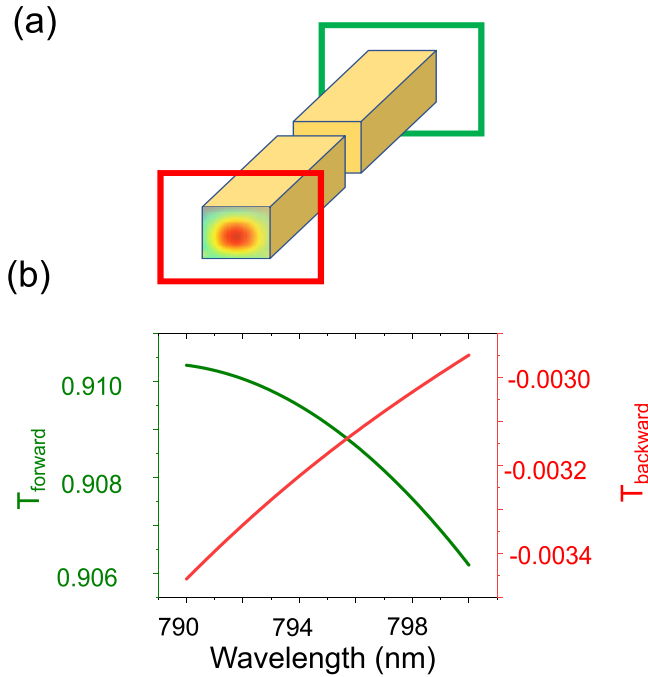 (a)
(b)
0.910
0.908
0.906
T_forward
-0.0030
-0.0032
-0.0034
T_backward
790
794
798
Wavelength (nm)